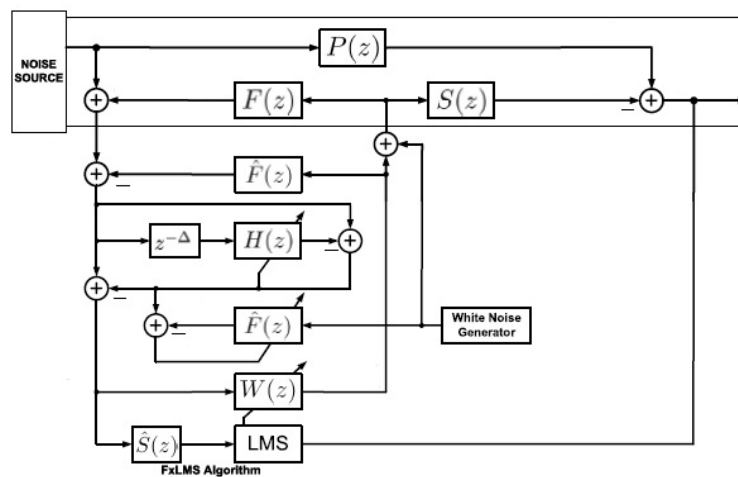 NOISE
SOURCE
P(z)
+
F(z)
S(z)
+
−
+
+
−
F̂(z)
z^{−Δ}
H(z)
−
+
+
−
+
−
F̂(z)
White Noise
Generator
W(z)
Ŝ(z)
LMS
FxLMS Algorithm